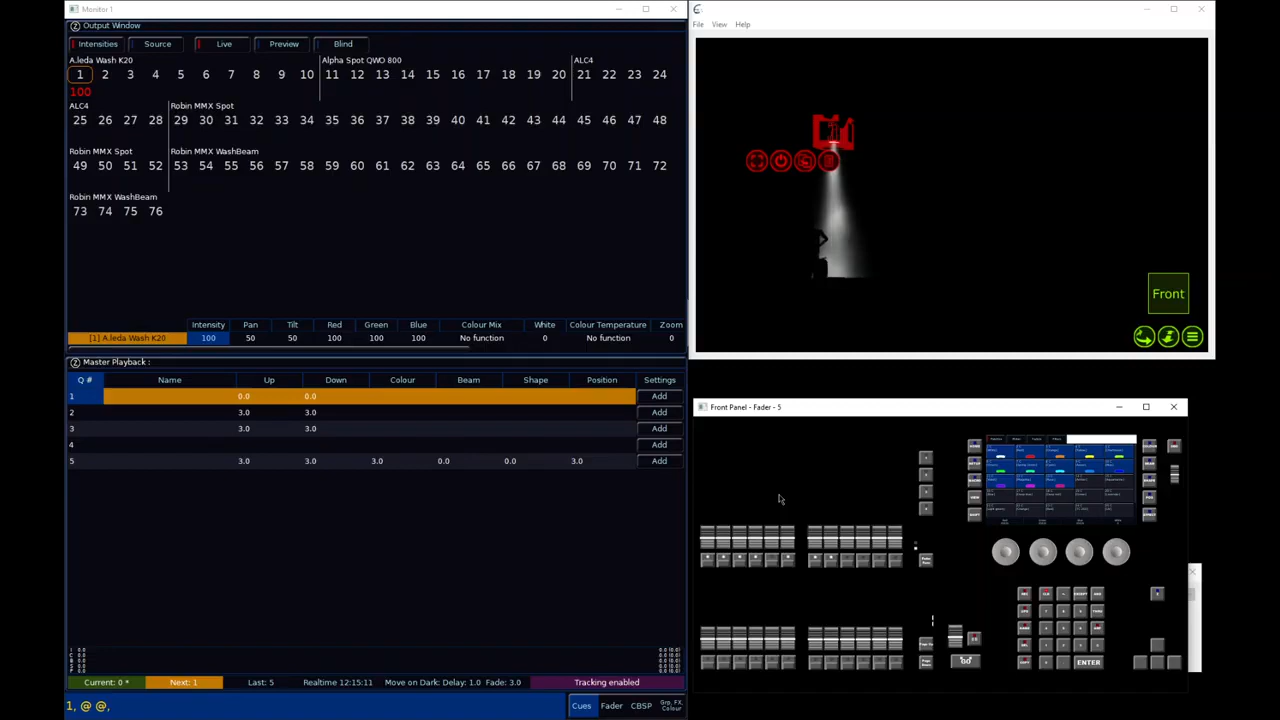 Monitor 1
Output Window
Intensities Source Live Preview Blind
A.leda Wash K20 Alpha Spot QWO 800 ALC4
1 2 3 4 5 6 7 8 9 10 11 12 13 14 15 16 17 18 19 20 21 22 23 24
100
ALC4 Robin MMX Spot
25 26 27 28 29 30 31 32 33 34 35 36 37 38 39 40 41 42 43 44 45 46 47 48
Robin MMX Spot Robin MMX WashBeam
49 50 51 52 53 54 55 56 57 58 59 60 61 62 63 64 65 66 67 68 69 70 71 72
Robin MMX WashBeam
73 74 75 76
Intensity Pan Tilt Red Green Blue Colour Mix White Colour Temperature Zoom
[1] A.leda Wash K20 100 50 50 100 100 100 No function 0 No function 0
Master Playback :
Q # Name Up Down Colour Beam Shape Position Settings
1 0.0 0.0 Add
2 3.0 3.0 Add
3 3.0 3.0 Add
4 Add
5 3.0 3.0 3.0 0.0 0.0 3.0 Add
Current: 0 * Next: 1 Last: 5 Realtime 12:15:11 Move on Dark: Delay: 1.0 Fade: 3.0 Tracking enabled
1, @ @, Cues Fader CBSP Grp, FX, Colour
File View Help
Front
Front Panel - Fader - 5
GO
ENTER